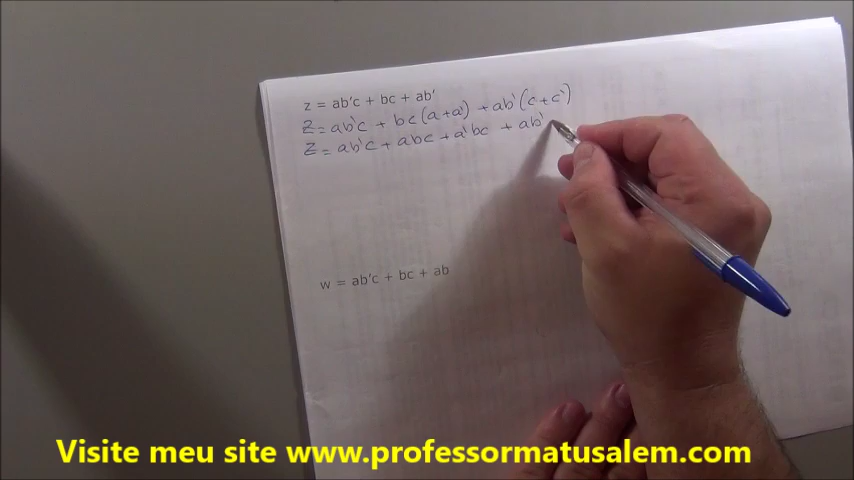 z = ab'c + bc + ab'
Z = ab'c + bc(a+a') + ab'(c+c')
Z = ab'c + abc + a'bc + ab'
w = ab'c + bc + ab
Visite meu site www.professormatusalem.com